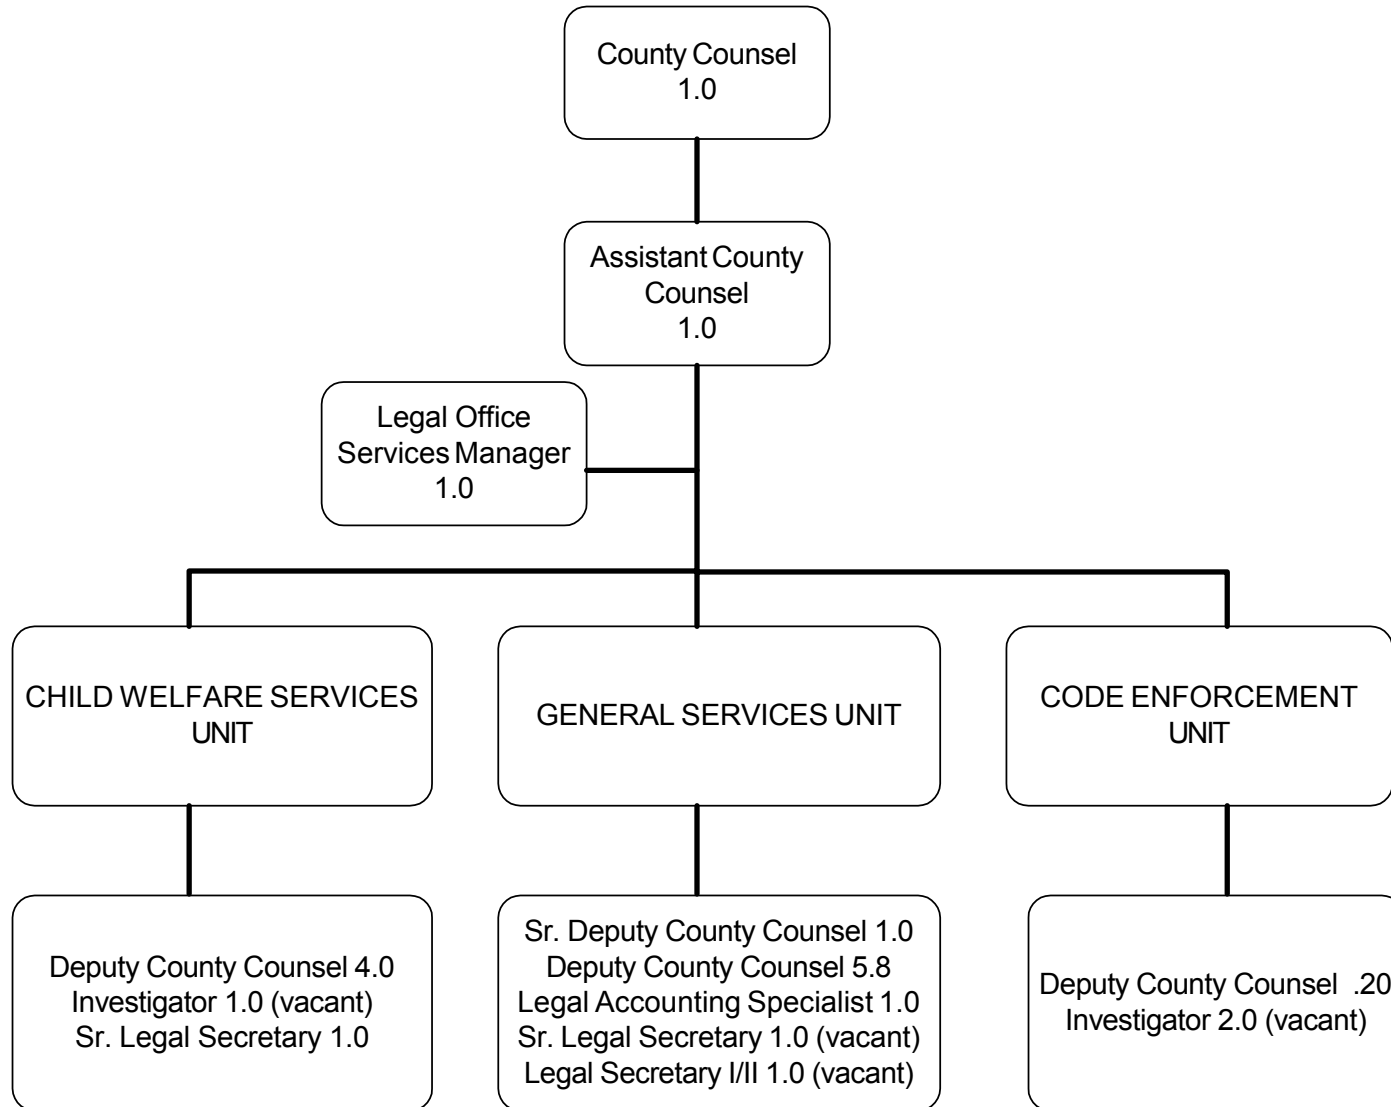 County Counsel
1.0
Assistant County
Counsel
1.0
Legal Office
Services Manager
1.0
CHILD WELFARE SERVICES
UNIT
GENERAL SERVICES UNIT
CODE ENFORCEMENT
UNIT
Deputy County Counsel 4.0
Investigator 1.0 (vacant)
Sr. Legal Secretary 1.0
Sr. Deputy County Counsel 1.0
Deputy County Counsel 5.8
Legal Accounting Specialist 1.0
Sr. Legal Secretary 1.0 (vacant)
Legal Secretary I/II 1.0 (vacant)
Deputy County Counsel .20
Investigator 2.0 (vacant)